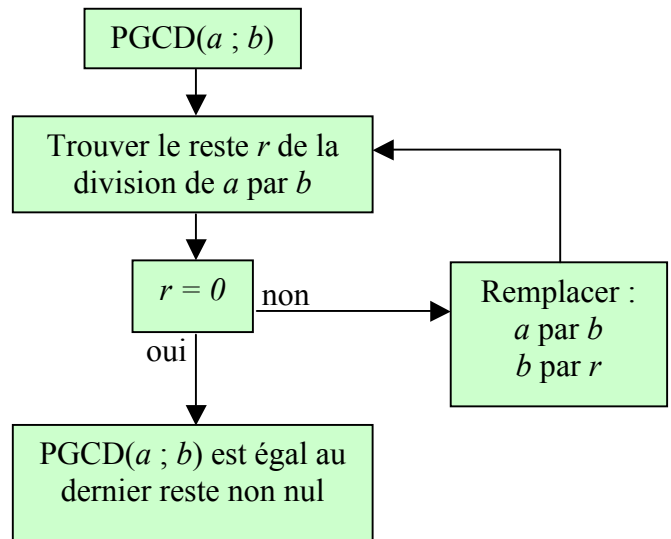 PGCD(a ; b)
Trouver le reste r de la
division de a par b
r = 0
non
oui
Remplacer :
a par b
b par r
PGCD(a ; b) est égal au
dernier reste non nul